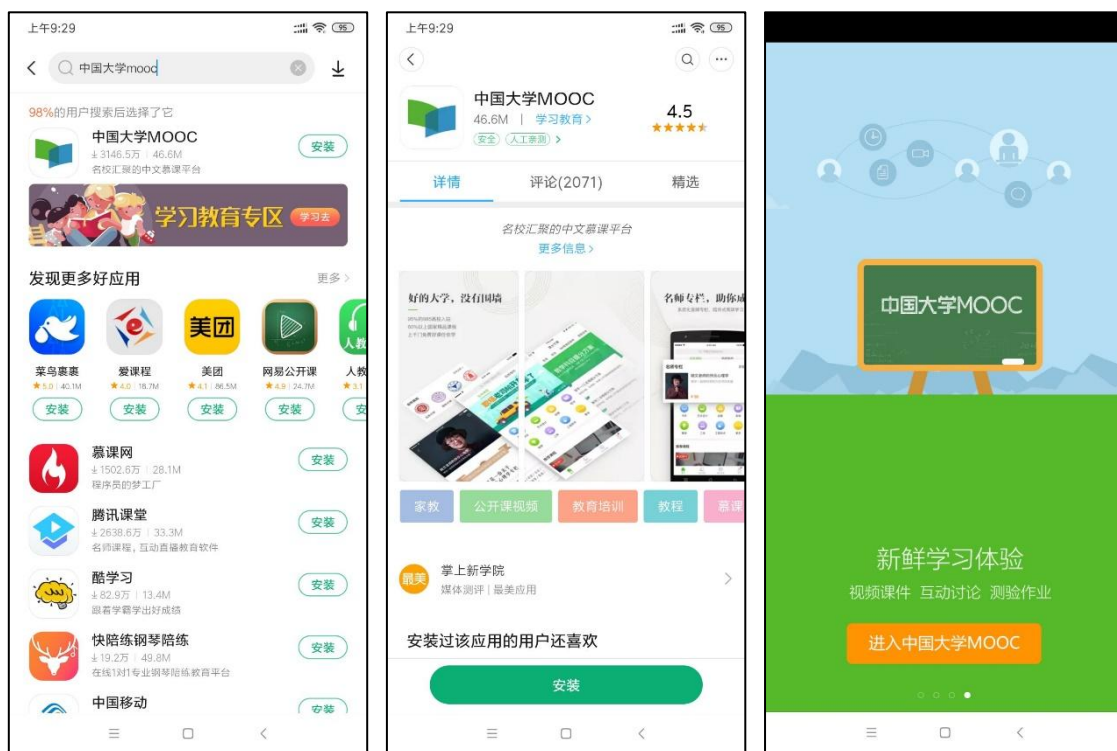 上午9:29
95
中国大学mooc
98%的用户搜索后选择了它
中国大学MOOC
3146.5万 | 46.6M
名校汇聚的中文慕课平台
安装
学习教育专区
学习去
发现更多好应用
更多
菜鸟裹裹
爱课程
美团
网易公开课
人教
美团
人教
5.0 | 40.1M
4.0 | 18.7M
4.1 | 86.5M
4.9 | 24.7M
3.1
安装
安装
安装
安装
慕课网
1502.6万 | 28.1M
程序员的梦工厂
安装
腾讯课堂
2638.6万 | 33.3M
名师课程，互动直播教育软件
安装
酷学习
82.9万 | 13.4M
跟着学霸学出好成绩
安装
快陪练钢琴陪练
19.2万 | 49.8M
在线1对1专业钢琴陪练教育平台
安装
中国移动
安装
上午9:29
95
中国大学MOOC
46.6M | 学习教育
安全 人工亲测
4.5
详情
评论(2071)
精选
名校汇聚的中文慕课平台
更多信息
好的大学，没有围墙
名师专栏，助你成
家教
公开课视频
教育培训
教程
慕课
最美
掌上新学院
媒体测评 | 最美应用
安装过该应用的用户还喜欢
安装
中国大学MOOC
新鲜学习体验
视频课件 互动讨论 测验作业
进入中国大学MOOC